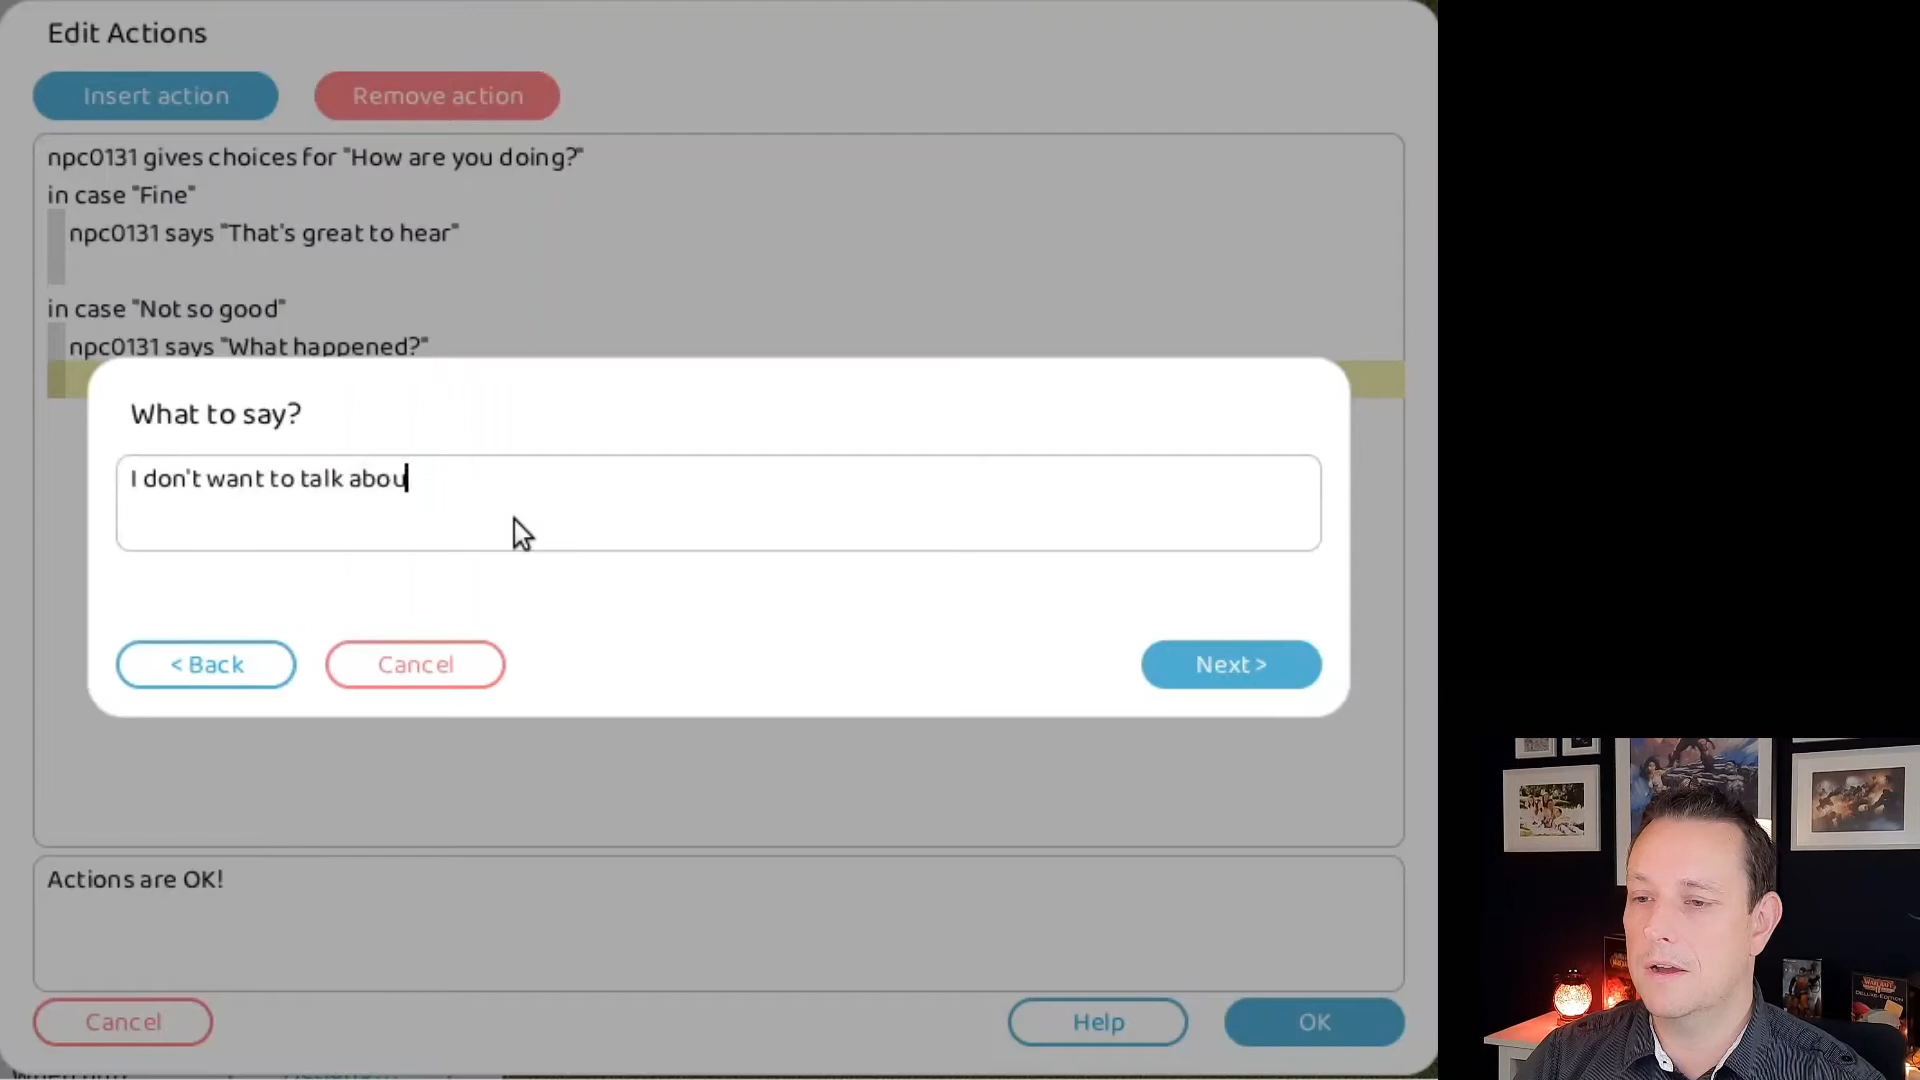 Edit Actions
Insert action
Remove action
npc0131 gives choices for "How are you doing?"
in case "Fine"
npc0131 says "That's great to hear"
in case "Not so good"
npc0131 says "What happened?"
What to say?
I don't want to talk abou
< Back
Cancel
Next >
Actions are OK!
Cancel
Help
OK